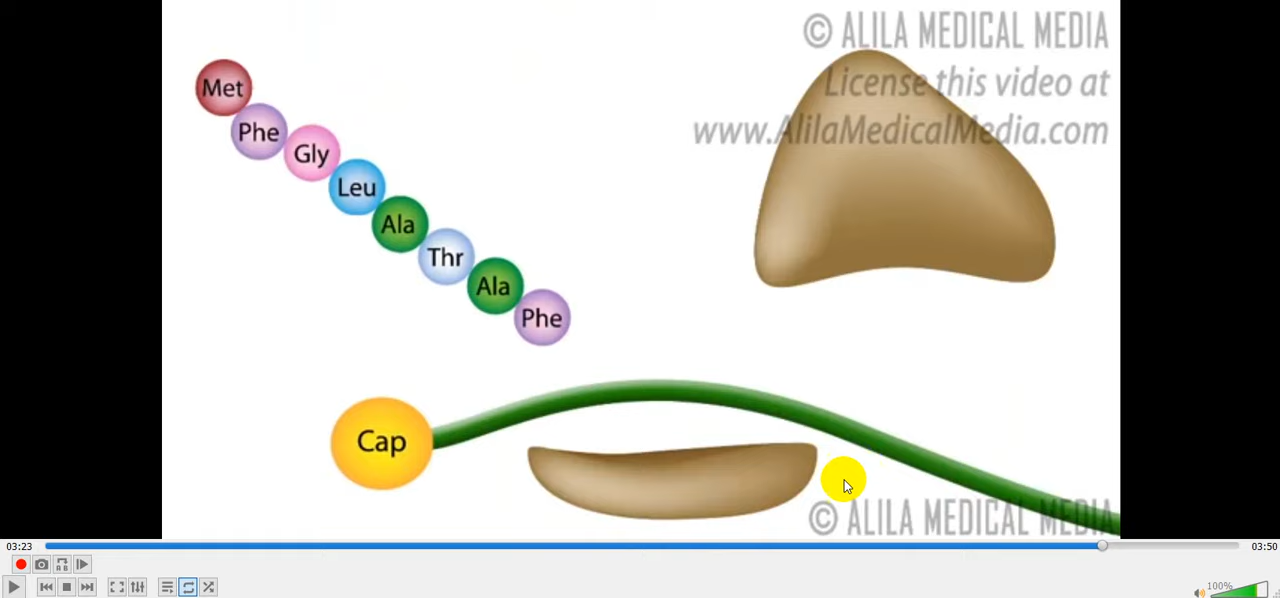 © ALILA MEDICAL MEDIA
License this video at
www.AlilaMedicalMedia.com
Met
Phe
Gly
Leu
Ala
Thr
Ala
Phe
Cap
© ALILA MEDICAL MEDIA
03:23
03:50
100%